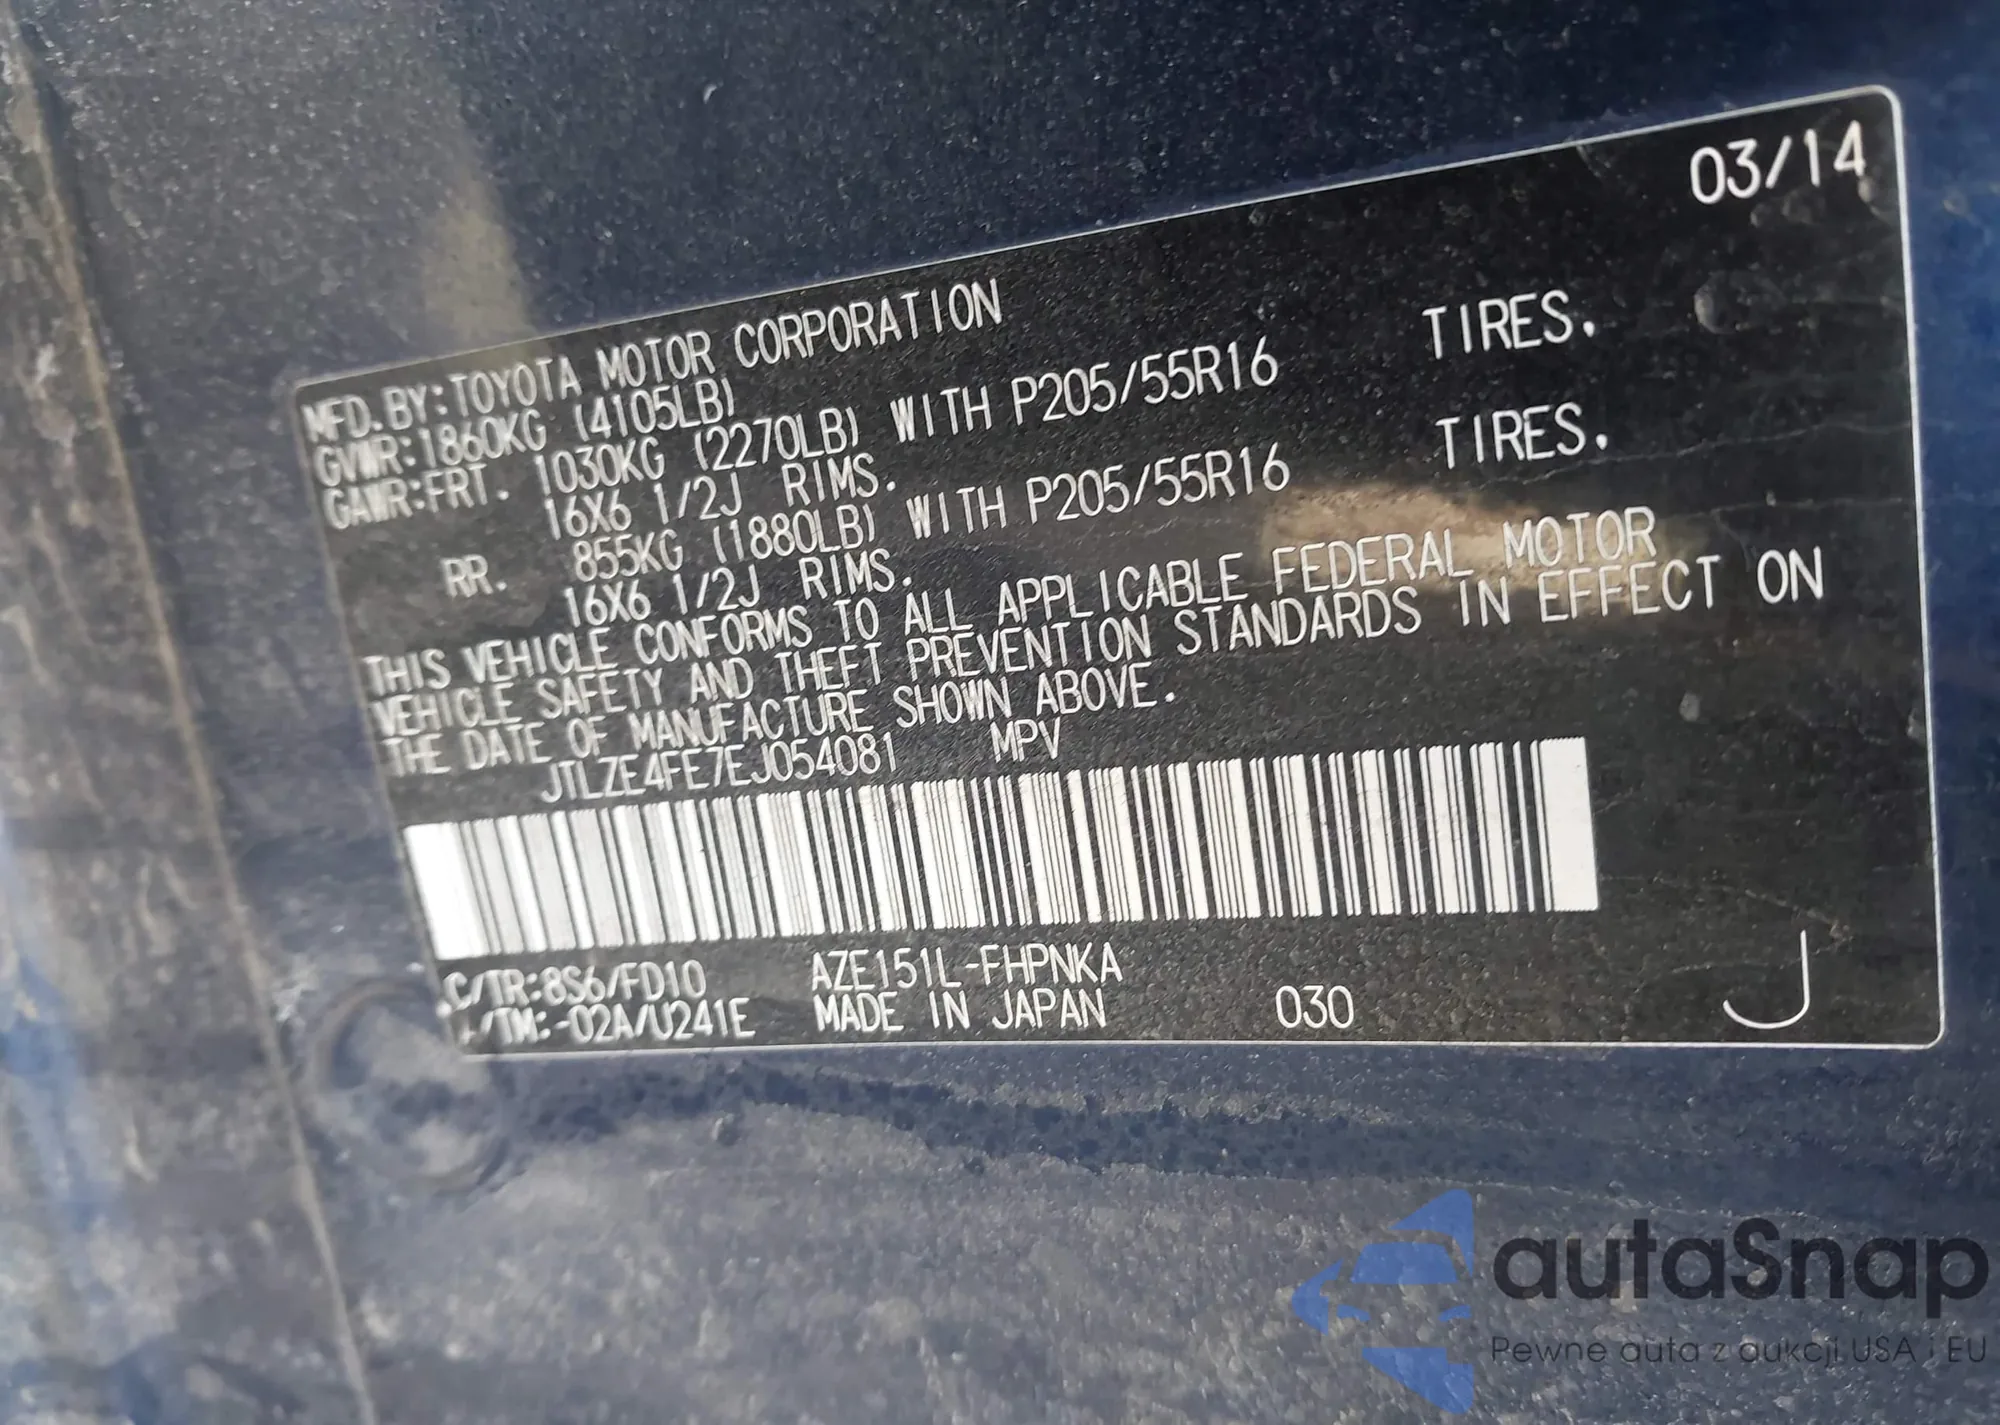 03/14
MFD.BY:TOYOTA MOTOR CORPORATION
GVWR:1860KG (4105LB)
GAWR:FRT. 1030KG (2270LB) WITH P205/55R16 TIRES.
16X6 1/2J RIMS.
RR. 855KG (1880LB) WITH P205/55R16 TIRES.
16X6 1/2J RIMS.
THIS VEHICLE CONFORMS TO ALL APPLICABLE FEDERAL MOTOR
VEHICLE SAFETY AND THEFT PREVENTION STANDARDS IN EFFECT ON
THE DATE OF MANUFACTURE SHOWN ABOVE.
JTLZE4FE7EJ054081 MPV
C/TR:8S6/FD10 AZE151L-FHPNKA
/TM:-02A/U241E MADE IN JAPAN 030 J
autaSnap
Pewne auta z aukcji USA i EU